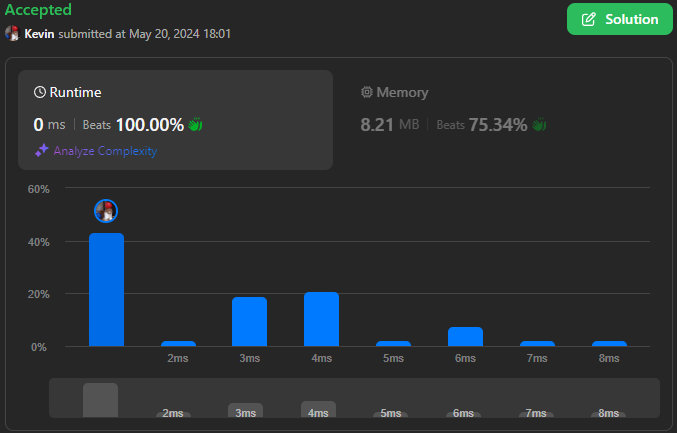 Accepted
Kevin submitted at May 20, 2024 18:01
Solution
Runtime
0 ms | Beats 100.00%
Analyze Complexity
Memory
8.21 MB | Beats 75.34%
60%
40%
20%
0%
2ms 3ms 4ms 5ms 6ms 7ms 8ms
2ms 3ms 4ms 5ms 6ms 7ms 8ms